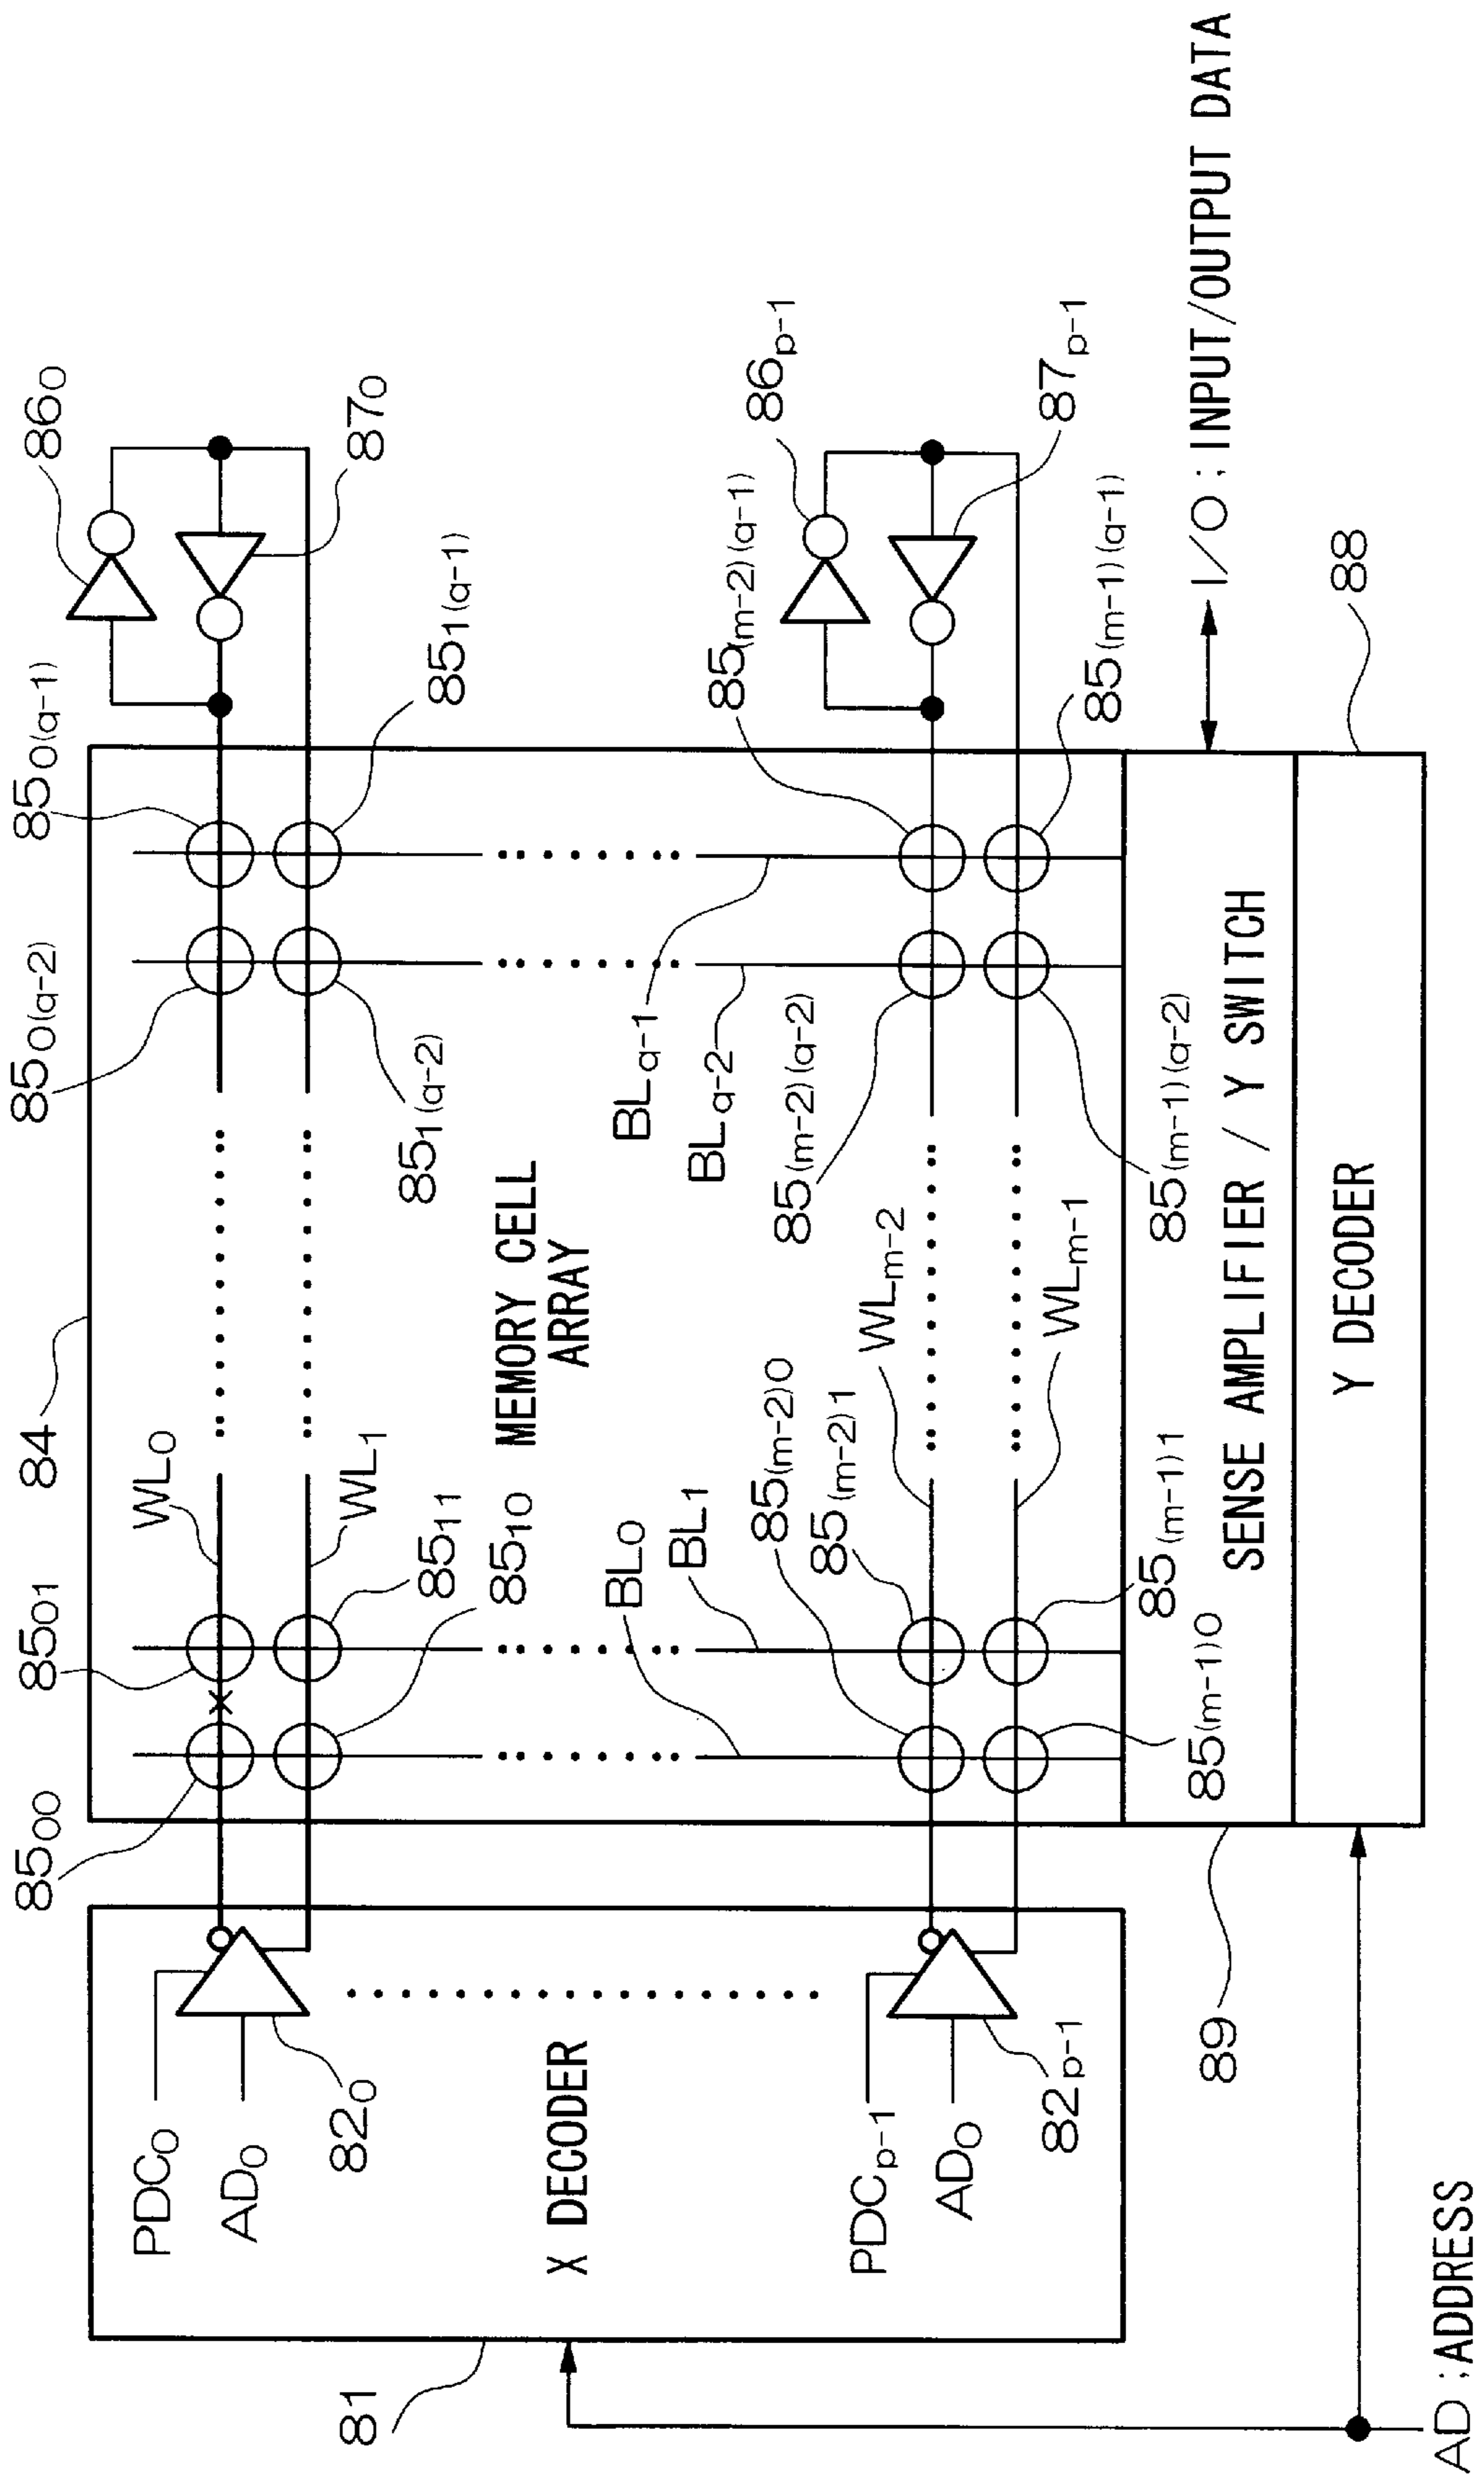 84
85₀₀
85₀₁
85₀(q-2)
85₀(q-1)
86₀
WL₀
WL₁
85₁₁
85₁₀
85₁(q-2)
85₁(q-1)
87₀
PDC₀
AD₀
82₀
X DECODER
MEMORY CELL
ARRAY
BL₀
BL₁
BLq-1
BLq-2
85(m-2)0
85(m-2)1
WLm-2
WLm-1
85(m-2)(q-2)
85(m-2)(q-1)
86p-1
87p-1
PDCp-1
AD₀
82p-1
85(m-1)0
85(m-1)1
85(m-1)(q-2)
85(m-1)(q-1)
SENSE AMPLIFIER / Y SWITCH
I/O ; INPUT/OUTPUT DATA
Y DECODER
88
89
81
AD ; ADDRESS